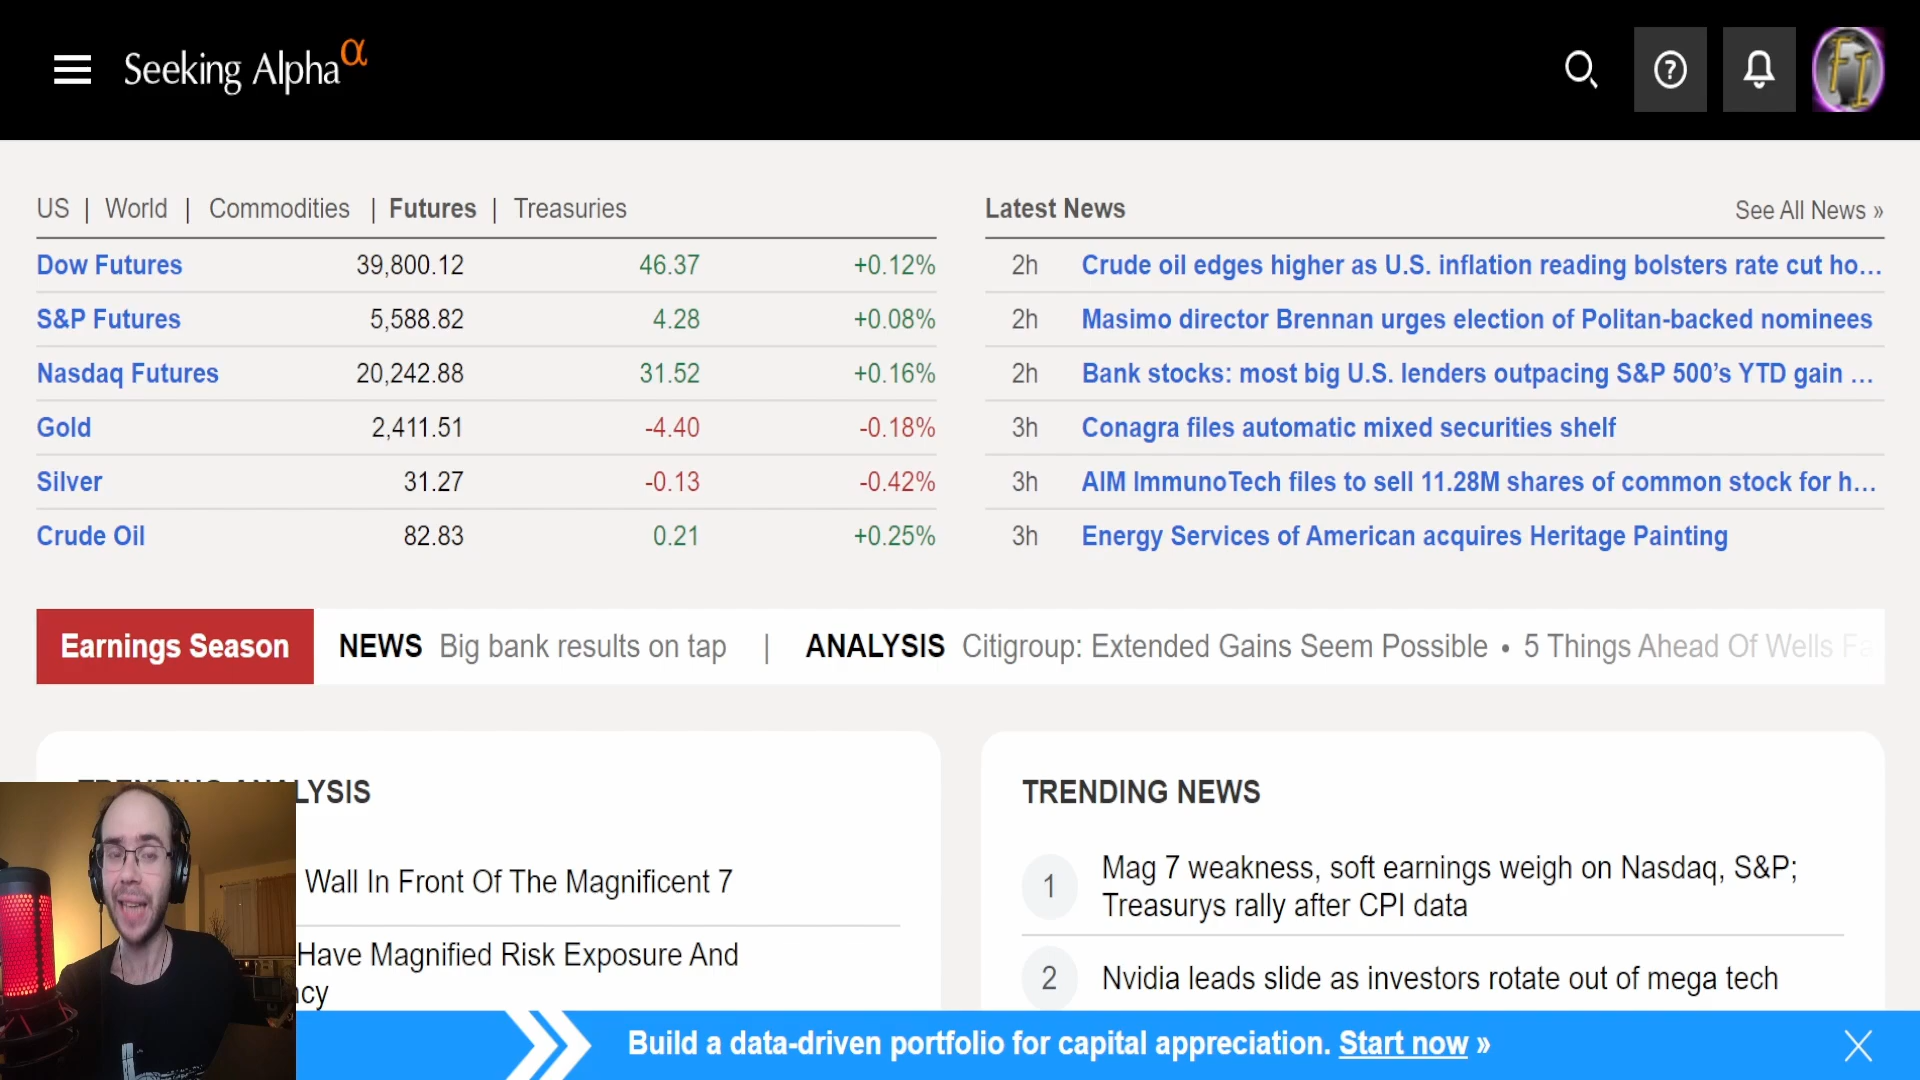 Seeking Alphaα
FI
US | World | Commodities | Futures | Treasuries
Dow Futures 39,800.12 46.37 +0.12%
S&P Futures 5,588.82 4.28 +0.08%
Nasdaq Futures 20,242.88 31.52 +0.16%
Gold 2,411.51 -4.40 -0.18%
Silver 31.27 -0.13 -0.42%
Crude Oil 82.83 0.21 +0.25%
Latest News See All News »
2h Crude oil edges higher as U.S. inflation reading bolsters rate cut ho...
2h Masimo director Brennan urges election of Politan-backed nominees
2h Bank stocks: most big U.S. lenders outpacing S&P 500’s YTD gain ...
3h Conagra files automatic mixed securities shelf
3h AIM ImmunoTech files to sell 11.28M shares of common stock for h...
3h Energy Services of American acquires Heritage Painting
Earnings Season NEWS Big bank results on tap | ANALYSIS Citigroup: Extended Gains Seem Possible • 5 Things Ahead Of Wells Fa
TRENDING ANALYSIS
Wall In Front Of The Magnificent 7
Have Magnified Risk Exposure And
cy
TRENDING NEWS
1 Mag 7 weakness, soft earnings weigh on Nasdaq, S&P;
Treasurys rally after CPI data
2 Nvidia leads slide as investors rotate out of mega tech
Build a data-driven portfolio for capital appreciation. Start now »